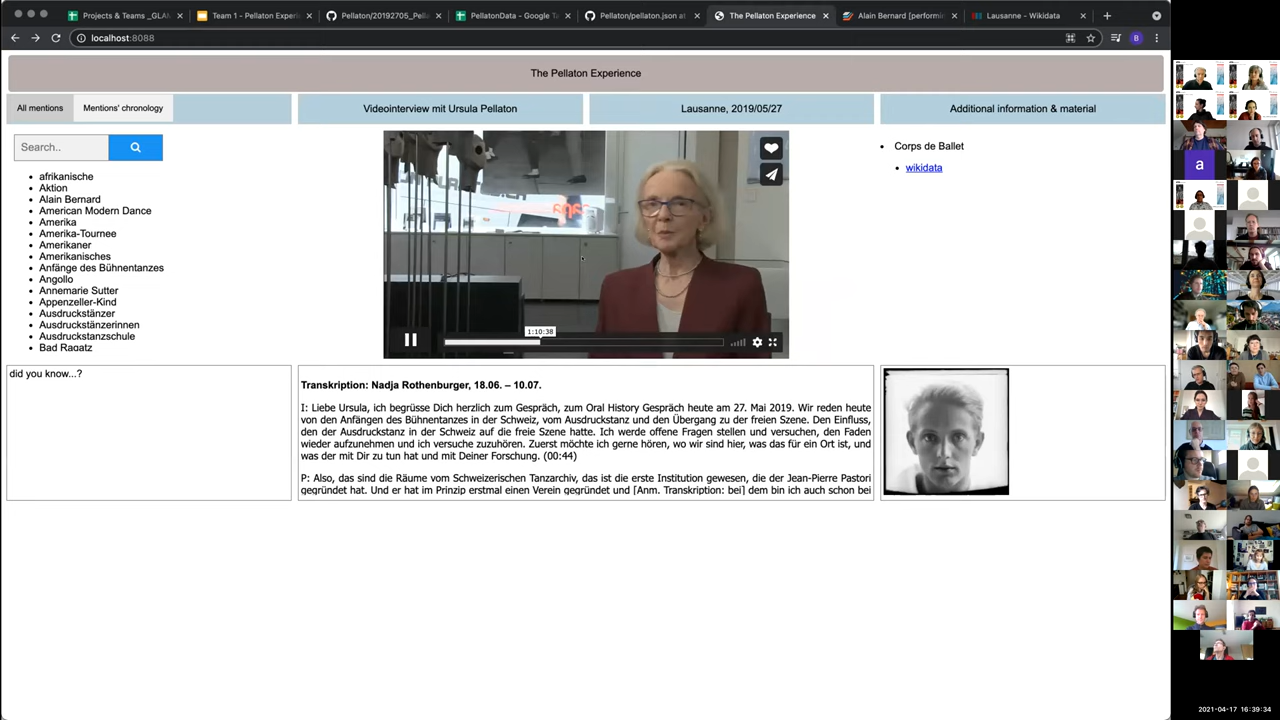 Projects & Teams _GLA
Team 1 - Pellaton Experi
Pellaton/20192705_Pell
PellatonData - Google T
Pellaton/pellaton.json at
The Pellaton Experience
Alain Bernard [performin
Lausanne - Wikidata
localhost:8088
B
The Pellaton Experience
All mentions
Mentions' chronology
Videointerview mit Ursula Pellaton
Lausanne, 2019/05/27
Additional information & material
Search..
afrikanische
Aktion
Alain Bernard
American Modern Dance
Amerika
Amerika-Tournee
Amerikaner
Amerikanisches
Anfänge des Bühnentanzes
Angollo
Annemarie Sutter
Appenzeller-Kind
Ausdruckstänzer
Ausdruckstänzerinnen
Ausdruckstanzschule
Bad Ragatz
1:10:38
Corps de Ballet
wikidata
did you know...?
Transkription: Nadja Rothenburger, 18.06. – 10.07.
I: Liebe Ursula, ich begrüsse Dich herzlich zum Gespräch, zum Oral History Gespräch heute am 27. Mai 2019. Wir reden heute
von den Anfängen des Bühnentanzes in der Schweiz, vom Ausdruckstanz und den Übergang zu der freien Szene. Den Einfluss,
den der Ausdruckstanz in der Schweiz auf die freie Szene hatte. Ich werde offene Fragen stellen und versuchen, den Faden
wieder aufzunehmen und ich versuche zuzuhören. Zuerst möchte ich gerne hören, wo wir sind hier, was das für ein Ort ist, und
was der mit Dir zu tun hat und mit Deiner Forschung. (00:44)
P: Also, das sind die Räume vom Schweizerischen Tanzarchiv, das ist die erste Institution gewesen, die der Jean-Pierre Pastori
gegründet hat. Und er hat im Prinzip erstmal einen Verein gegründet und [Anm. Transkription: bei] dem bin ich auch schon bei
a
2021-04-17 16:39:34